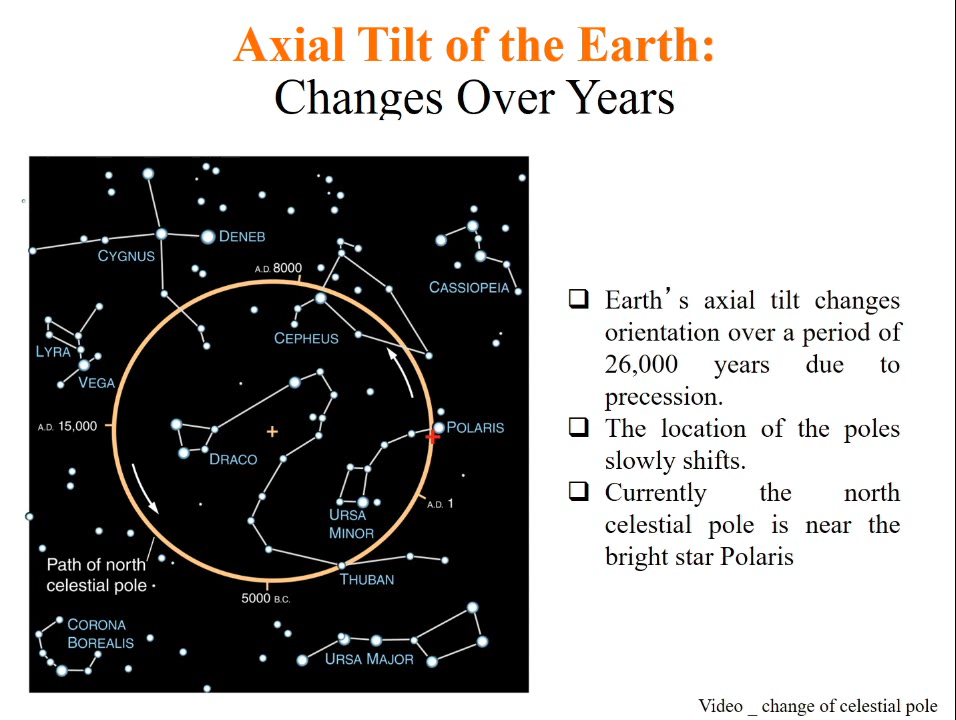 Axial Tilt of the Earth:
Changes Over Years
DENEB
CYGNUS
A.D. 8000
CASSIOPEIA
CEPHEUS
LYRA
VEGA
A.D. 15,000
POLARIS
DRACO
A.D. 1
URSA
MINOR
Path of north
celestial pole
THUBAN
5000 B.C.
CORONA
BOREALIS
URSA MAJOR
❑ Earth’s axial tilt changes
orientation over a period of
26,000 years due to
precession.
❑ The location of the poles
slowly shifts.
❑ Currently the north
celestial pole is near the
bright star Polaris
Video _ change of celestial pole